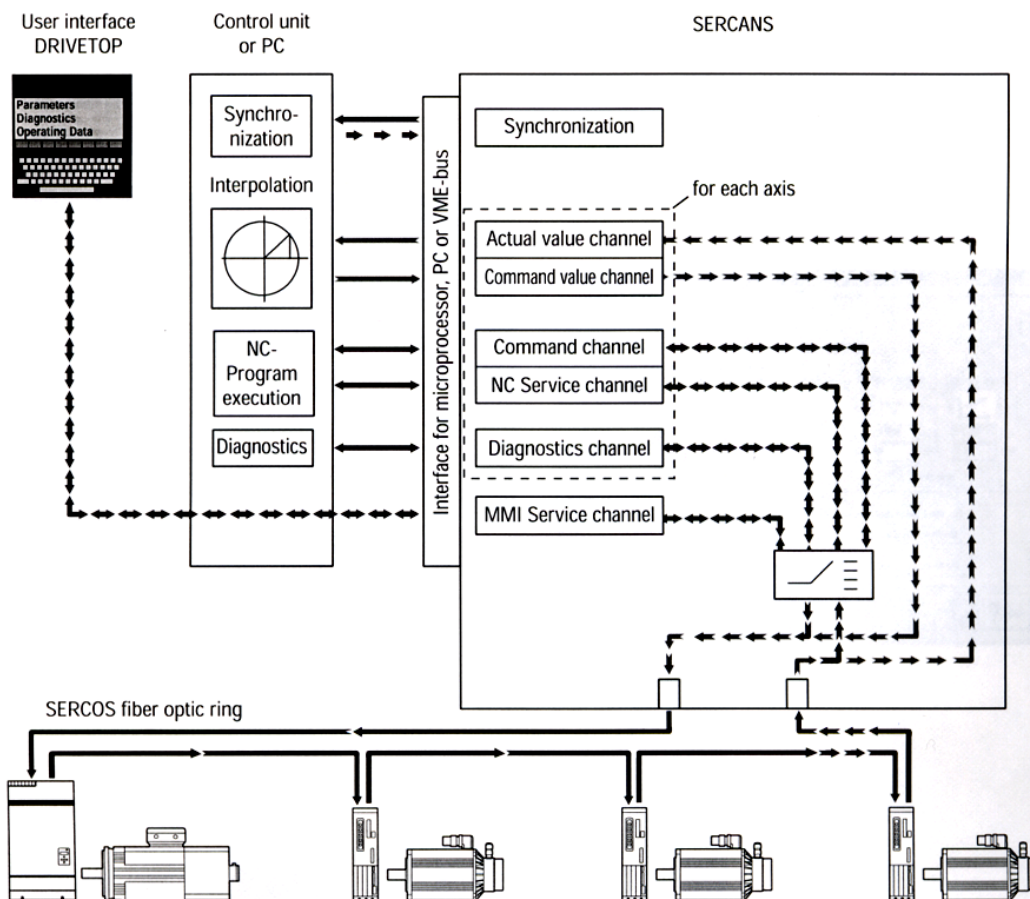 User interface
DRIVETOP
Control unit
or PC
SERCANS
Parameters
Diagnostics
Operating Data
Synchro-
nization
Interpolation
NC-
Program
execution
Diagnostics
Interface for microprocessor, PC or VME-bus
Synchronization
for each axis
Actual value channel
Command value channel
Command channel
NC Service channel
Diagnostics channel
MMI Service channel
SERCOS fiber optic ring